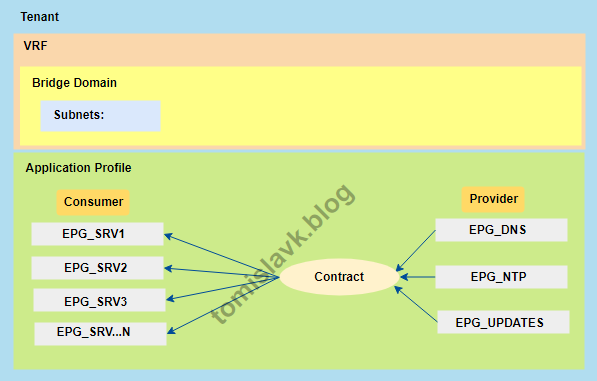 Tenant
VRF
Bridge Domain
Subnets:
Application Profile
Consumer
Provider
EPG_SRV1
EPG_SRV2
EPG_SRV3
EPG_SRV...N
Contract
EPG_DNS
EPG_NTP
EPG_UPDATES
tomislavk.blog